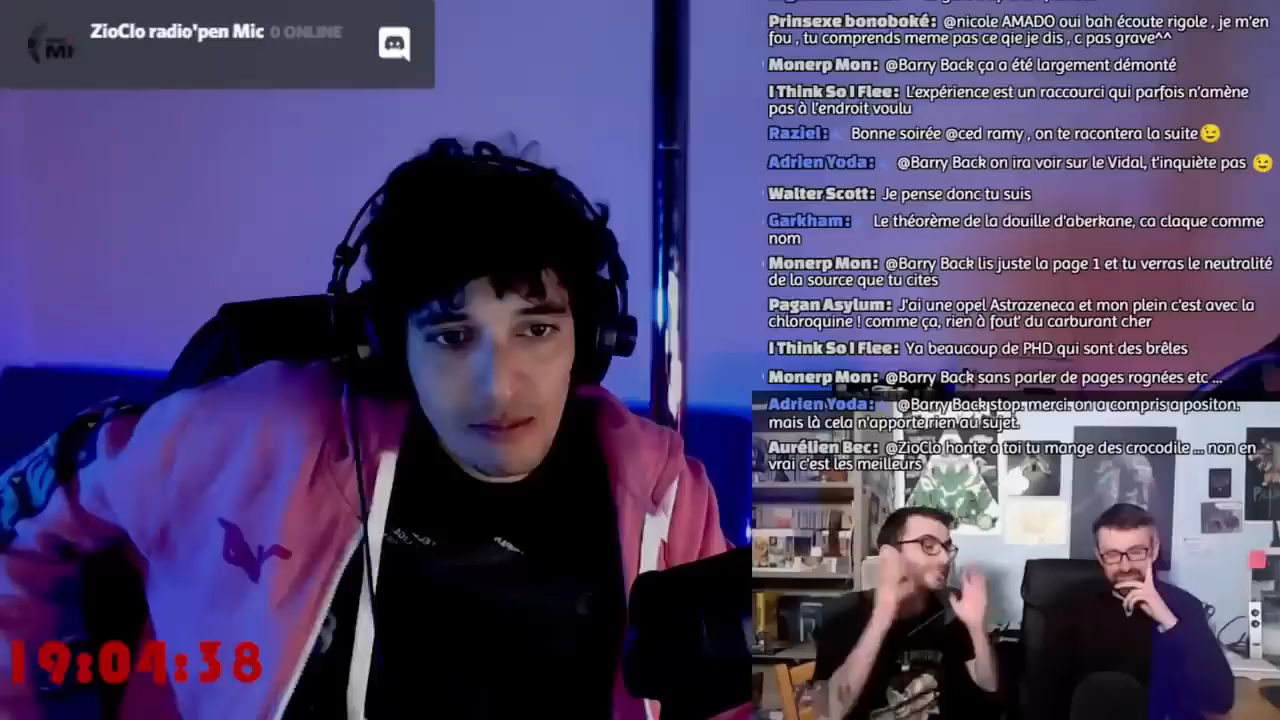 ZioClo radio'pen Mic 0 ONLINE
MI
Prinsexe bonoboké: @nicole AMADO oui bah écoute rigole , je m'en
fou , tu comprends meme pas ce qie je dis , c pas grave^^
Monerp Mon: @Barry Back ça a été largement démonté
I Think So I Flee: L'expérience est un raccourci qui parfois n'amène
pas à l'endroit voulu
Raziel: Bonne soirée @ced ramy , on te racontera la suite😉
Adrien Yoda: @Barry Back on ira voir sur le Vidal, t'inquiète pas 😉
Walter Scott: Je pense donc tu suis
Garkham: Le théorème de la douille d'aberkane, ca claque comme
nom
Monerp Mon: @Barry Back lis juste la page 1 et tu verras le neutralité
de la source que tu cites
Pagan Asylum: J'ai une opel Astrazeneca et mon plein c'est avec la
chloroquine ! comme ça, rien à fout' du carburant cher
I Think So I Flee: Ya beaucoup de PHD qui sont des brêles
Monerp Mon: @Barry Back sans parler de pages rognées etc ...
Adrien Yoda: @Barry Back stop. merci. on a compris a positon.
mais là cela n'apporte rien au sujet.
Aurélien Bec: @ZioClo honte a toi tu mange des crocodile ... non en
vrai c'est les meilleurs
19:04:38